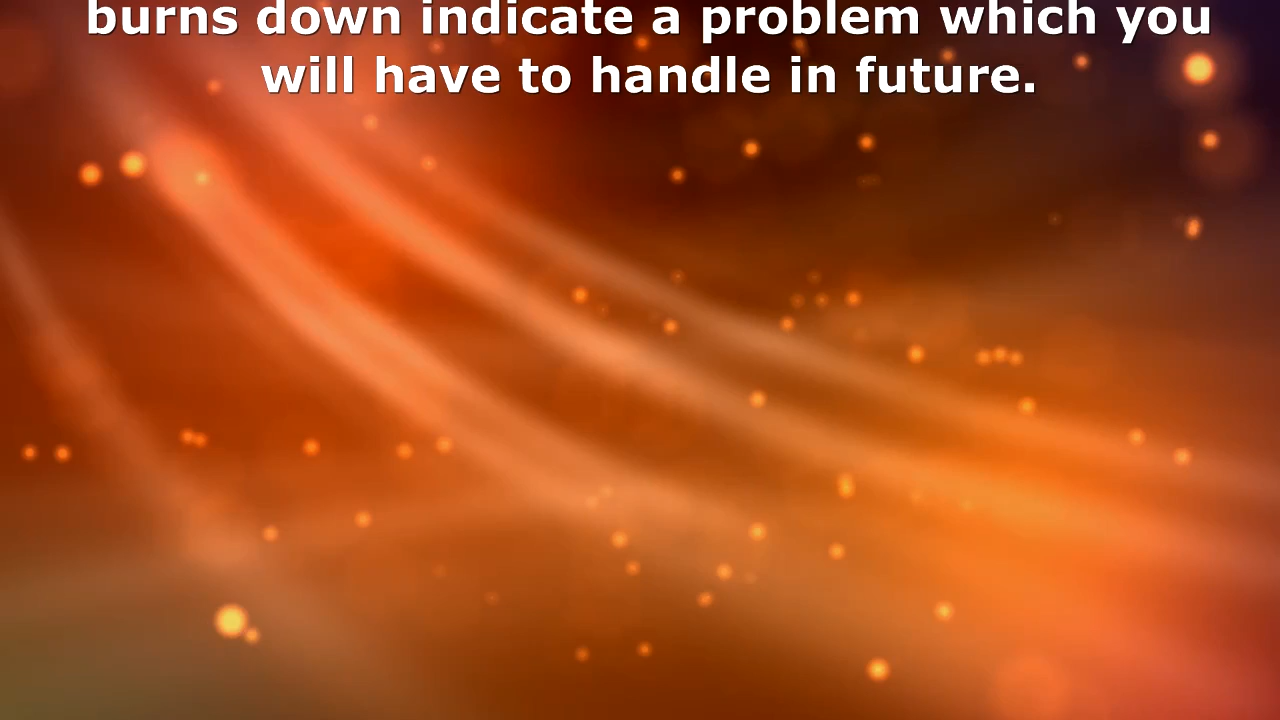 burns down indicate a problem which you
will have to handle in future.